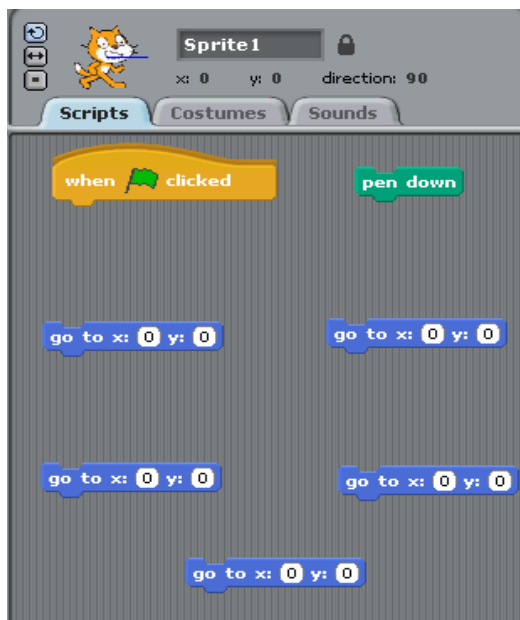 Sprite1
x: 0 y: 0 direction: 90
Scripts Costumes Sounds
when clicked
pen down
go to x: 0 y: 0
go to x: 0 y: 0
go to x: 0 y: 0
go to x: 0 y: 0
go to x: 0 y: 0